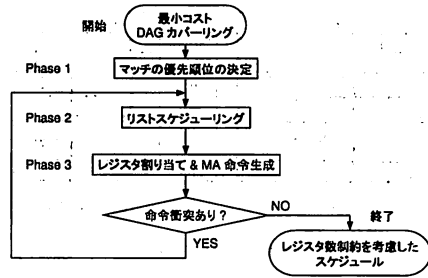 開始
最小コスト
DAG カバーリング
Phase 1
マッチの優先順位の決定
Phase 2
リストスケジューリング
Phase 3
レジスタ割り当て & MA 命令生成
命令衝突あり？
NO
YES
終了
レジスタ数制約を考慮した
スケジュール